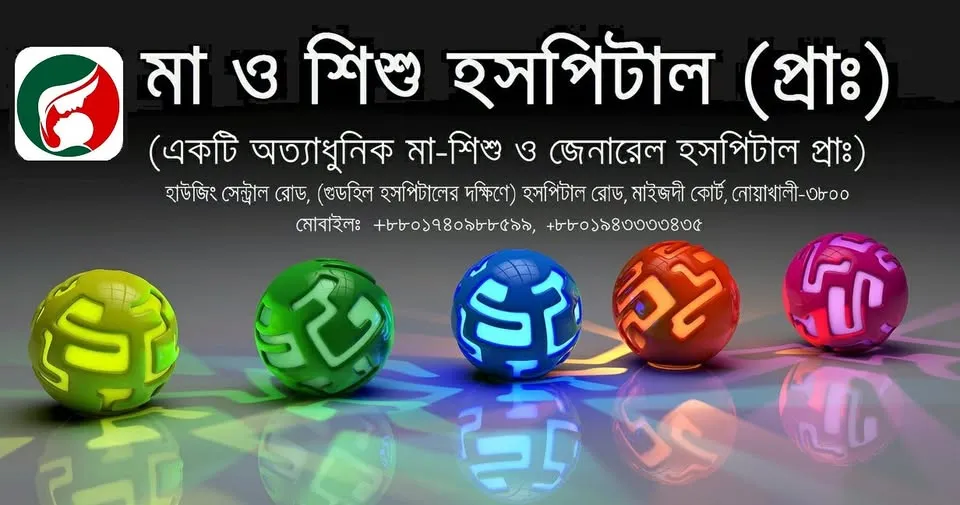 মা ও শিশু হসপিটাল (প্রাঃ)
(একটি অত্যাধুনিক মা-শিশু ও জেনারেল হসপিটাল প্রাঃ)
হাউজিং সেন্ট্রাল রোড, (গুডহিল হসপিটালের দক্ষিণে) হসপিটাল রোড, মাইজদী কোর্ট, নোয়াখালী-৩৮০০
মোবাইলঃ +৮৮০১৭৪০৯৮৮৫৯৯, +৮৮০১৯৪৩৩৩৩৪৩৫